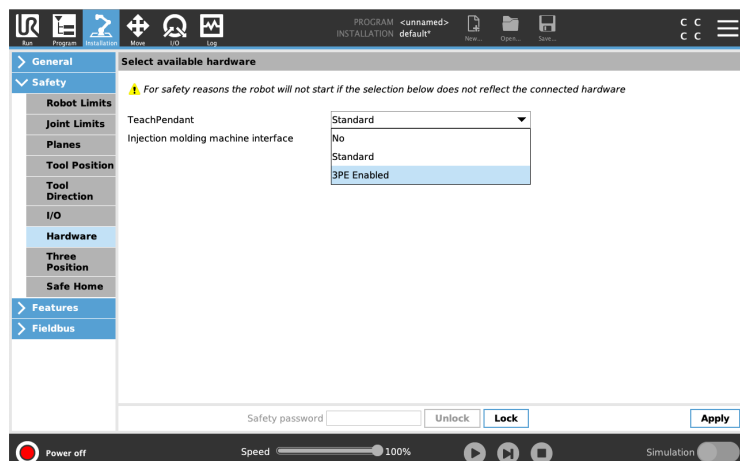 UR
PROGRAM <unnamed>
INSTALLATION default*
Run Program Installation Move I/O Log New... Open... Save...
C C
C C
General
Select available hardware
Safety
! For safety reasons the robot will not start if the selection below does not reflect the connected hardware
Robot Limits
Joint Limits
Planes
Tool Position
Tool
Direction
I/O
Hardware
Three
Position
Safe Home
Features
Fieldbus
TeachPendant Standard
Injection molding machine interface No
Standard
3PE Enabled
Safety password Unlock Lock Apply
Power off Speed 100% Simulation